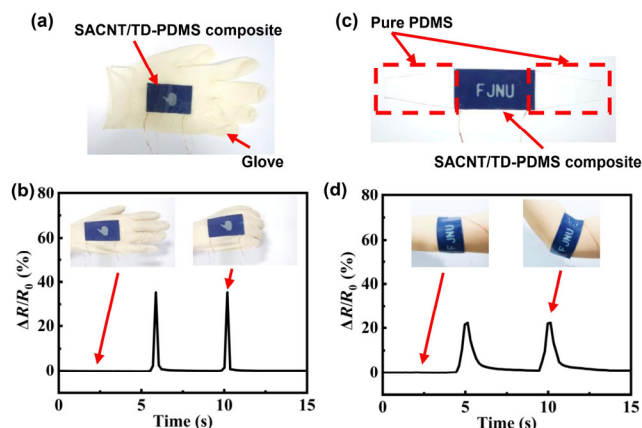 (a)
SACNT/TD-PDMS composite
Glove
(b)
ΔR/R₀ (%)
80
60
40
20
0
0 5 10 15
Time (s)
(c)
Pure PDMS
FJNU
SACNT/TD-PDMS composite
(d)
ΔR/R₀ (%)
80
60
40
20
0
FJNU
FJNU
0 5 10 15
Time (s)